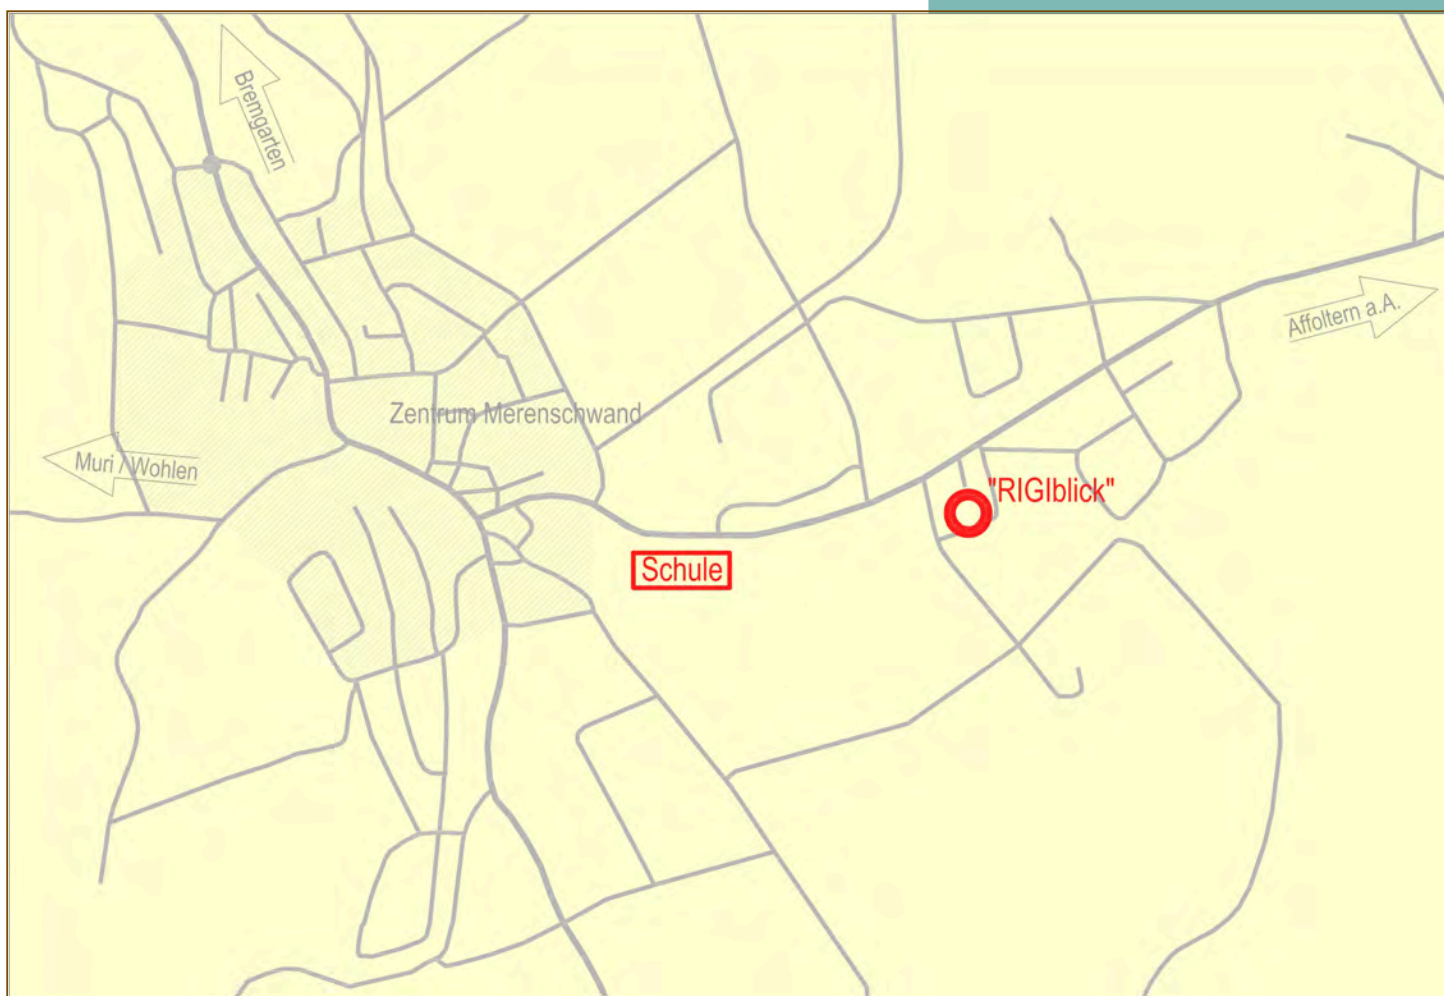 Bremgarten
Affoltern a.A.
Zentrum Merenschwand
Muri / Wohlen
"RIGIblick"
Schule